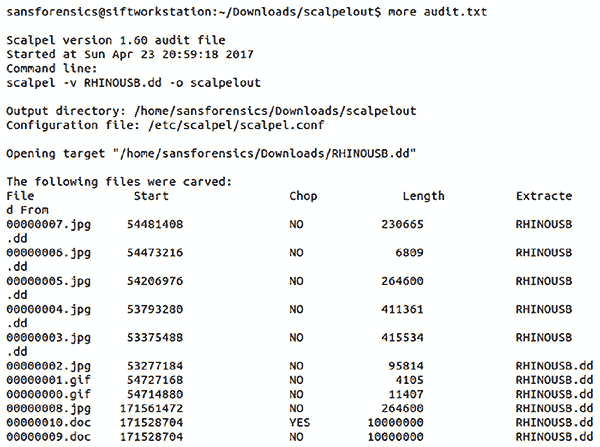 sansforensics@siftworkstation:~/Downloads/scalpelout$ more audit.txt
Scalpel version 1.60 audit file
Started at Sun Apr 23 20:59:18 2017
Command line:
scalpel -v RHINOUSB.dd -o scalpelout
Output directory: /home/sansforensics/Downloads/scalpelout
Configuration file: /etc/scalpel/scalpel.conf
Opening target "/home/sansforensics/Downloads/RHINOUSB.dd"
The following files were carved:
File Start Chop Length Extracte
d From
00000007.jpg 54481408 NO 230665 RHINOUSB
.dd
00000006.jpg 54473216 NO 6809 RHINOUSB
.dd
00000005.jpg 54206976 NO 264600 RHINOUSB
.dd
00000004.jpg 53793280 NO 411361 RHINOUSB
.dd
00000003.jpg 53375488 NO 415534 RHINOUSB
.dd
00000002.jpg 53277184 NO 95814 RHINOUSB.dd
00000001.gif 54727168 NO 4105 RHINOUSB.dd
00000000.gif 54714880 NO 11407 RHINOUSB.dd
00000008.jpg 171561472 NO 264600 RHINOUSB.dd
00000010.doc 171528704 YES 10000000 RHINOUSB.dd
00000009.doc 171528704 NO 10000000 RHINOUSB.dd